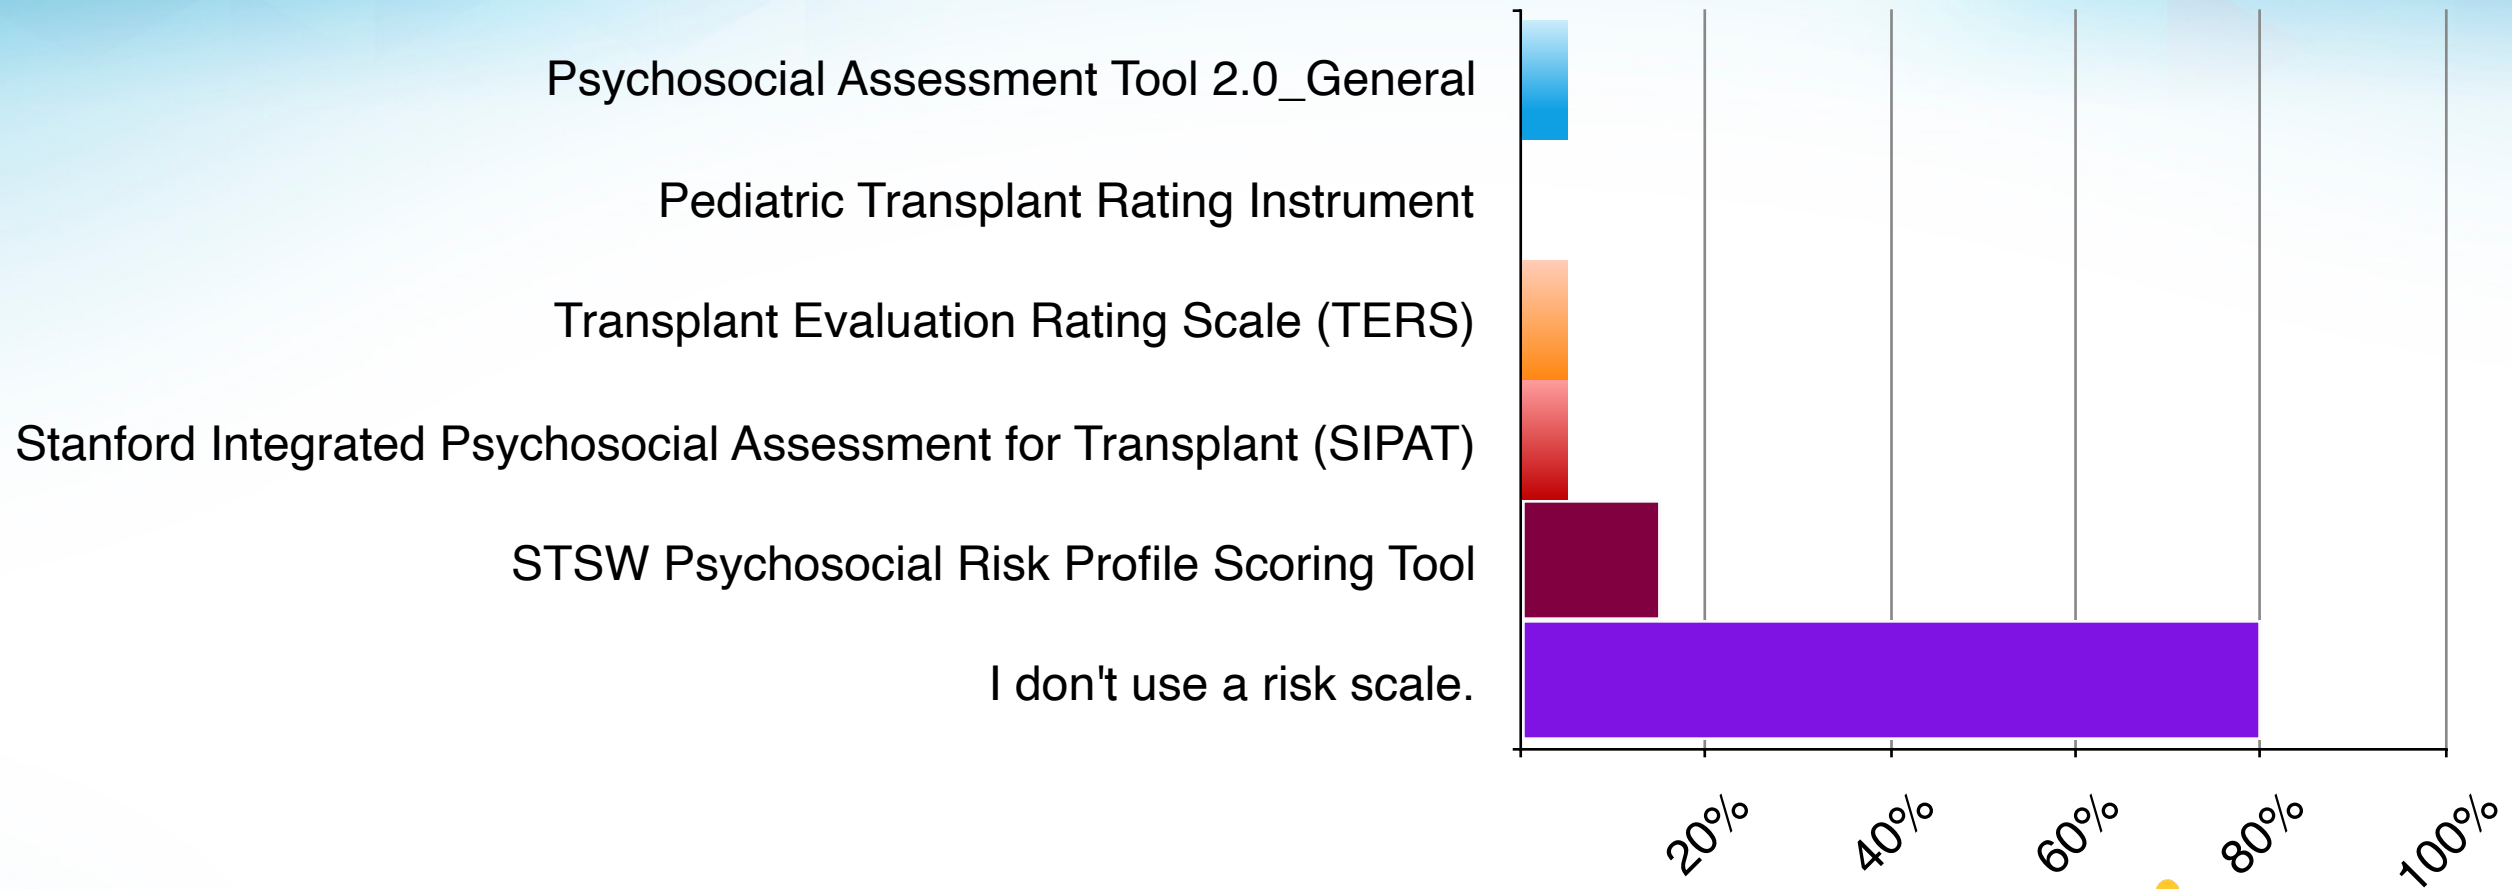 Psychosocial Assessment Tool 2.0_General
Pediatric Transplant Rating Instrument
Transplant Evaluation Rating Scale (TERS)
Stanford Integrated Psychosocial Assessment for Transplant (SIPAT)
STSW Psychosocial Risk Profile Scoring Tool
I don't use a risk scale.
20%
40%
60%
80%
100%